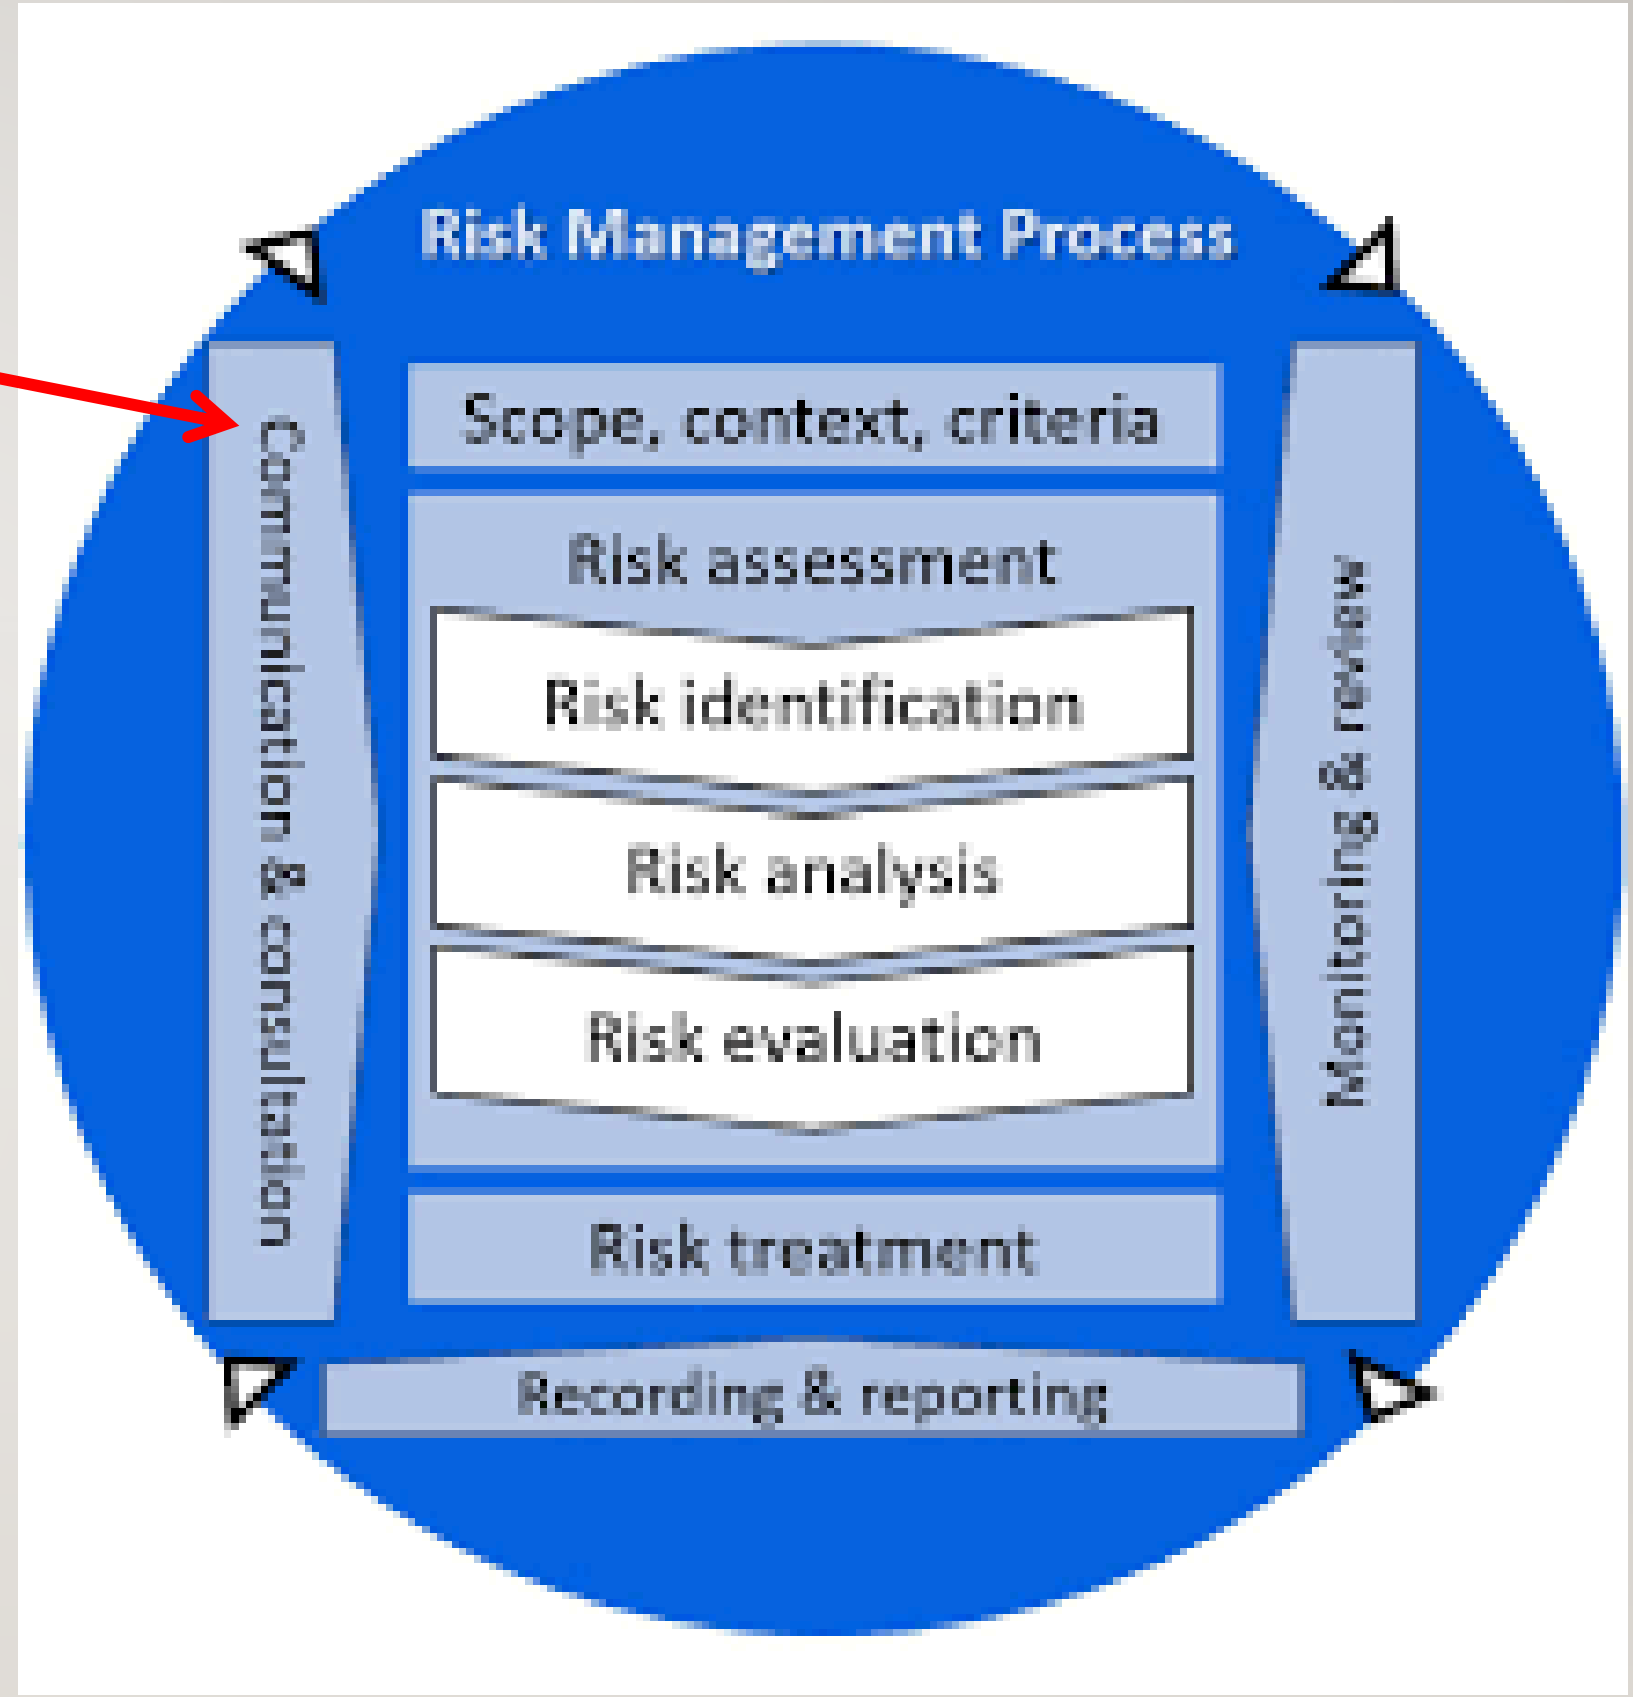 Risk Management Process
Communication & consultation
Scope, context, criteria
Risk assessment
Risk identification
Risk analysis
Risk evaluation
Risk treatment
Monitoring & review
Recording & reporting